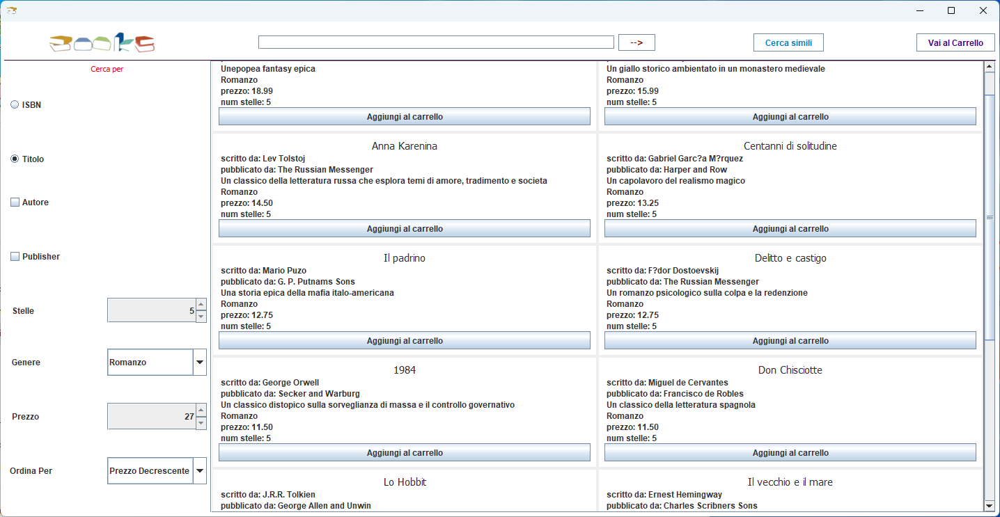 BOOKS
-->
Cerca simili
Vai al Carrello
Cerca per
ISBN
Titolo
Autore
Publisher
Stelle
5
Genere
Romanzo
Prezzo
27
Ordina Per
Prezzo Decrescente
Unepopea fantasy epica
Romanzo
prezzo: 18.99
num stelle: 5
Aggiungi al carrello
Un giallo storico ambientato in un monastero medievale
Romanzo
prezzo: 15.99
num stelle: 5
Aggiungi al carrello
Anna Karenina
scritto da: Lev Tolstoj
pubblicato da: The Russian Messenger
Un classico della letteratura russa che esplora temi di amore, tradimento e societa
Romanzo
prezzo: 14.50
num stelle: 5
Aggiungi al carrello
Centanni di solitudine
scritto da: Gabriel Garc?a M?rquez
pubblicato da: Harper and Row
Un capolavoro del realismo magico
Romanzo
prezzo: 13.25
num stelle: 5
Aggiungi al carrello
Il padrino
scritto da: Mario Puzo
pubblicato da: G. P. Putnams Sons
Una storia epica della mafia italo-americana
Romanzo
prezzo: 12.75
num stelle: 5
Aggiungi al carrello
Delitto e castigo
scritto da: F?dor Dostoevskij
pubblicato da: The Russian Messenger
Un romanzo psicologico sulla colpa e la redenzione
Romanzo
prezzo: 12.75
num stelle: 5
Aggiungi al carrello
1984
scritto da: George Orwell
pubblicato da: Secker and Warburg
Un classico distopico sulla sorveglianza di massa e il controllo governativo
Romanzo
prezzo: 11.50
num stelle: 5
Aggiungi al carrello
Don Chisciotte
scritto da: Miguel de Cervantes
pubblicato da: Francisco de Robles
Un classico della letteratura spagnola
Romanzo
prezzo: 11.50
num stelle: 5
Aggiungi al carrello
Lo Hobbit
scritto da: J.R.R. Tolkien
pubblicato da: George Allen and Unwin
Il vecchio e il mare
scritto da: Ernest Hemingway
pubblicato da: Charles Scribners Sons